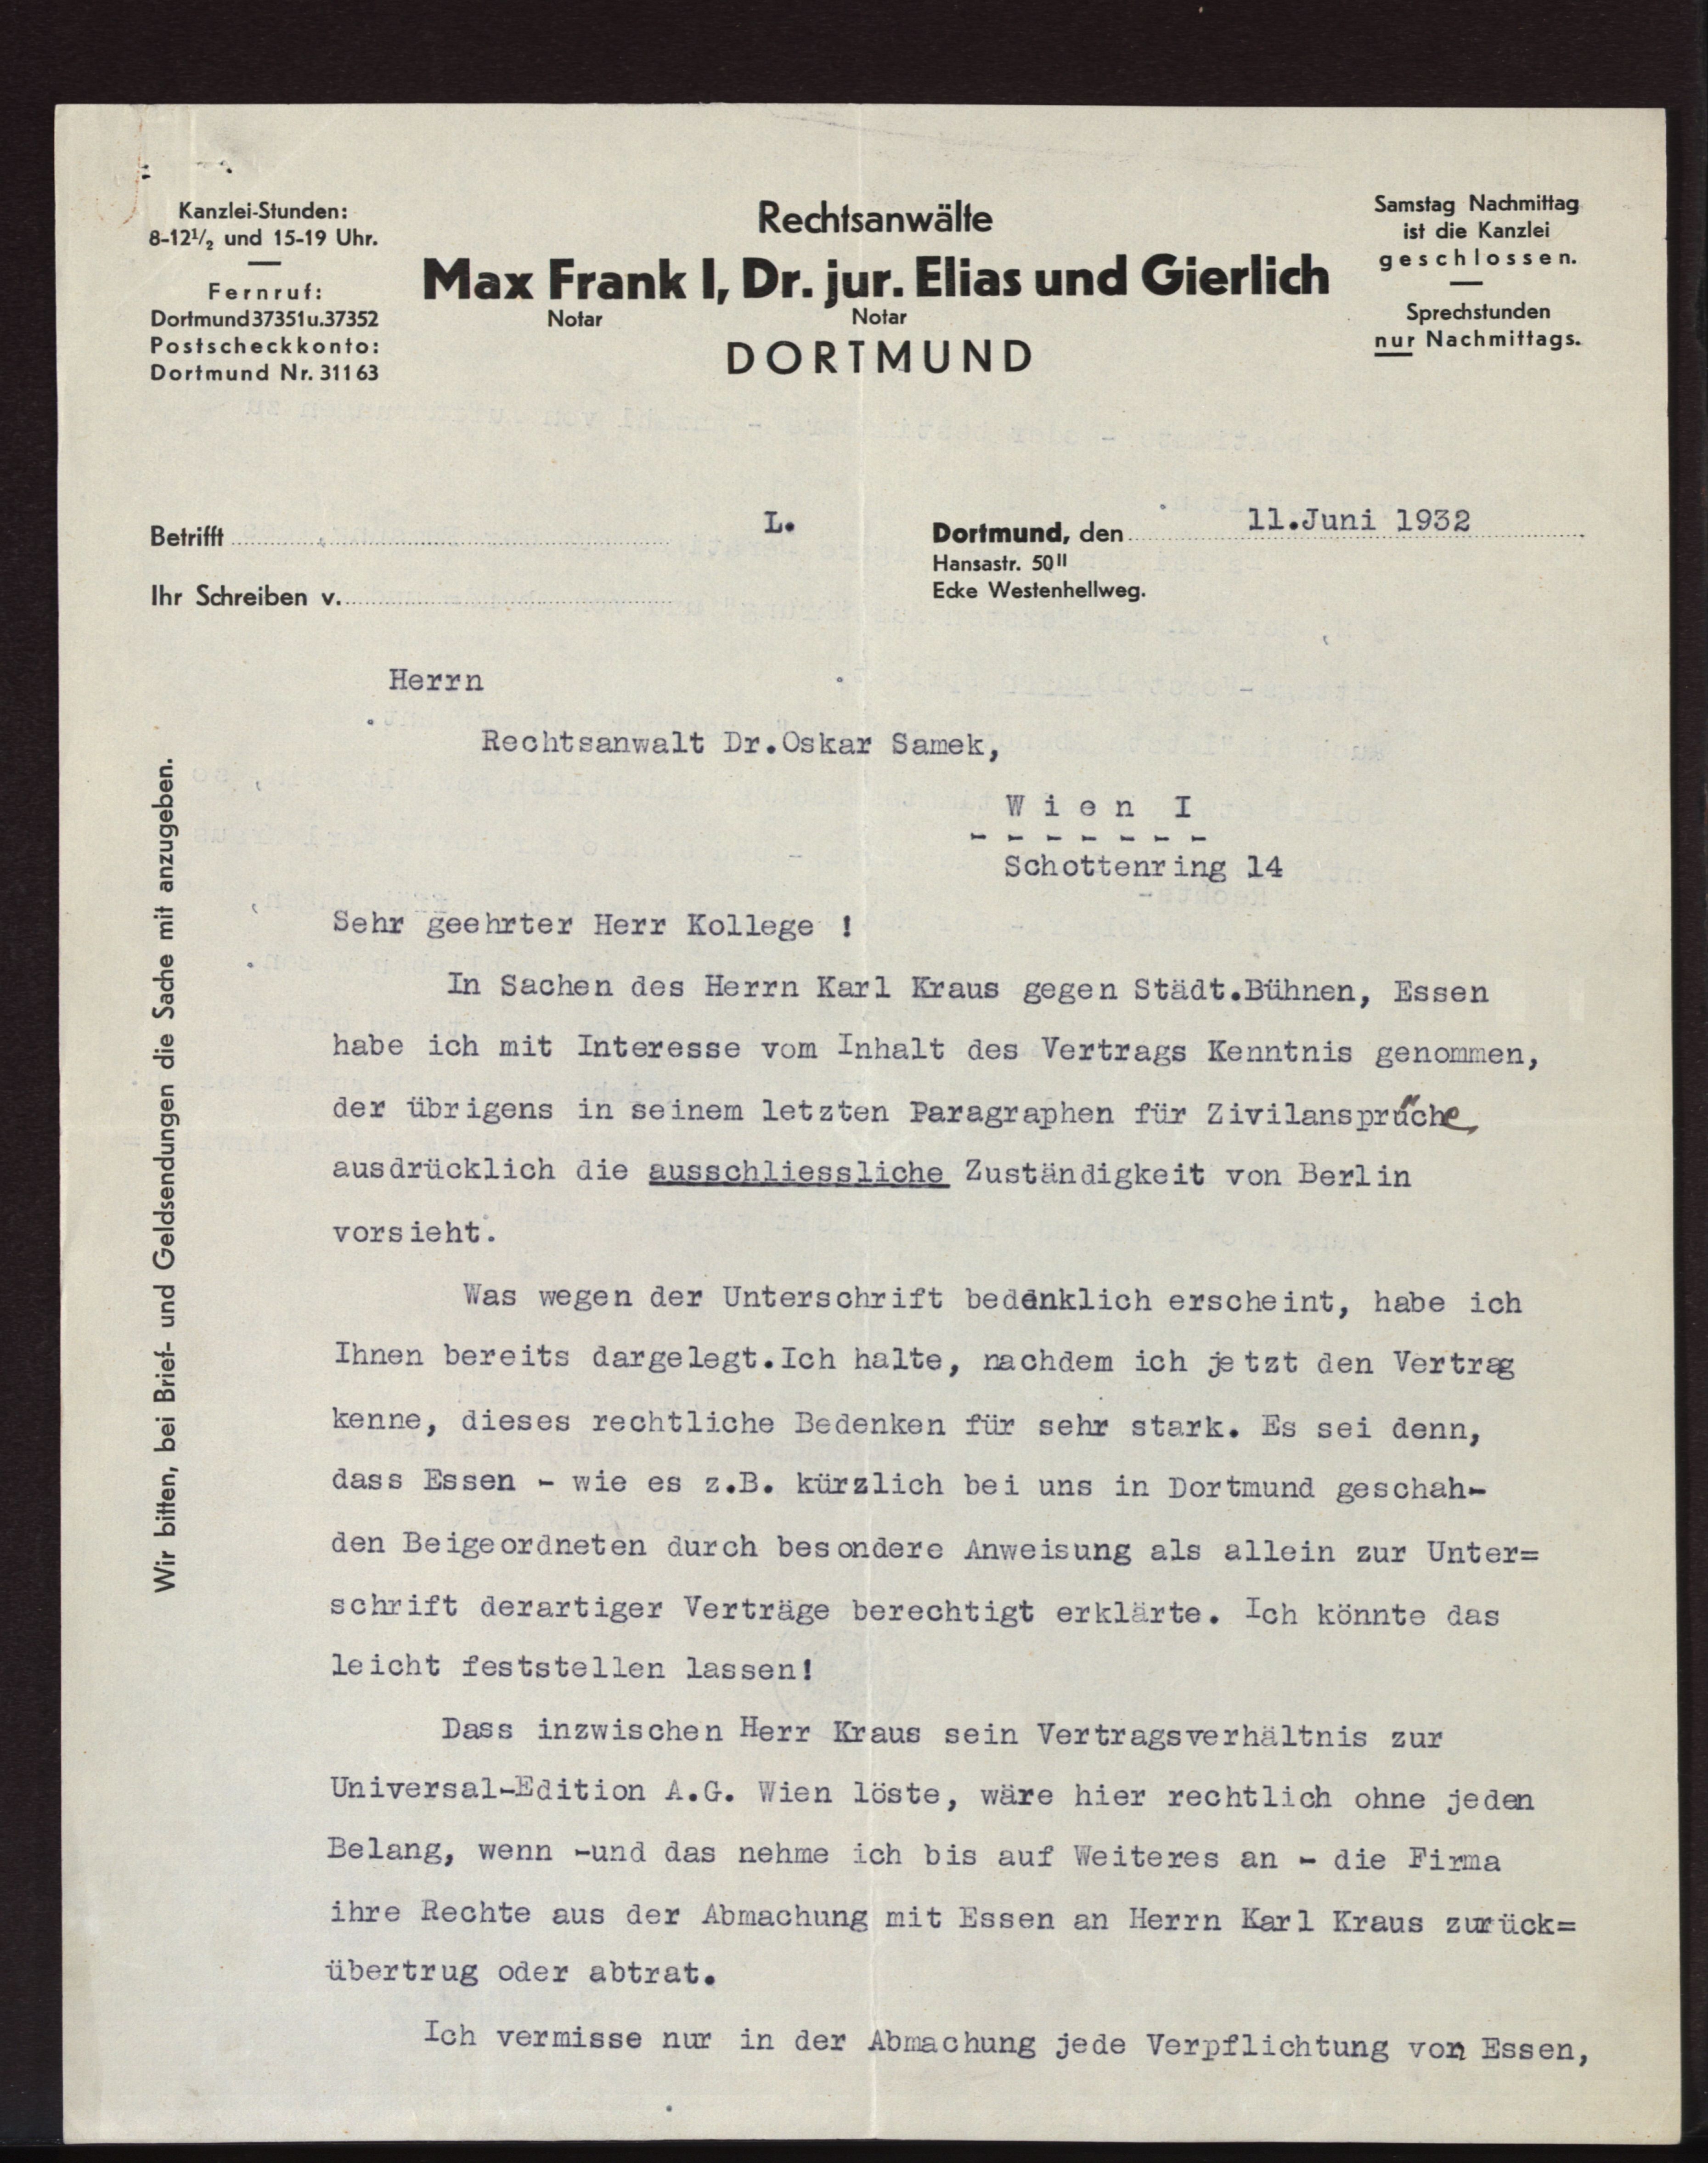 Kanzlei-Stunden:
8-12½ und 15-19 Uhr.
Fernruf:
Dortmund 37351 u. 37352
Postscheckkonto:
Dortmund Nr. 31163
Rechtsanwälte
Max Frank I, Dr. jur. Elias und Gierlich
Notar Notar
DORTMUND
Samstag Nachmittag
ist die Kanzlei
geschlossen.
Sprechstunden
nur Nachmittags.
Betrifft L.
Ihr Schreiben v.
Dortmund, den 11.Juni 1932
Hansastr. 50 II
Ecke Westenhellweg.
Wir bitten, bei Brief- und Geldsendungen die Sache mit anzugeben.
Herrn
Rechtsanwalt Dr.Oskar Samek,
Wien I
- - - - - - -
Schottenring 14
Sehr geehrter Herr Kollege !
In Sachen des Herrn Karl Kraus gegen Städt.Bühnen, Essen
habe ich mit Interesse vom Inhalt des Vertrags Kenntnis genommen,
der übrigens in seinem letzten Paragraphen für Zivilansprüche
ausdrücklich die ausschliessliche Zuständigkeit von Berlin
vorsieht.
Was wegen der Unterschrift bedenklich erscheint, habe ich
Ihnen bereits dargelegt.Ich halte, nachdem ich jetzt den Vertrag
kenne, dieses rechtliche Bedenken für sehr stark. Es sei denn,
dass Essen - wie es z.B. kürzlich bei uns in Dortmund geschah-
den Beigeordneten durch besondere Anweisung als allein zur Unter=
schrift derartiger Verträge berechtigt erklärte. Ich könnte das
leicht feststellen lassen!
Dass inzwischen Herr Kraus sein Vertragsverhältnis zur
Universal-Edition A.G. Wien löste, wäre hier rechtlich ohne jeden
Belang, wenn -und das nehme ich bis auf Weiteres an - die Firma
ihre Rechte aus der Abmachung mit Essen an Herrn Karl Kraus zurück=
übertrug oder abtrat.
Ich vermisse nur in der Abmachung jede Verpflichtung von Essen,